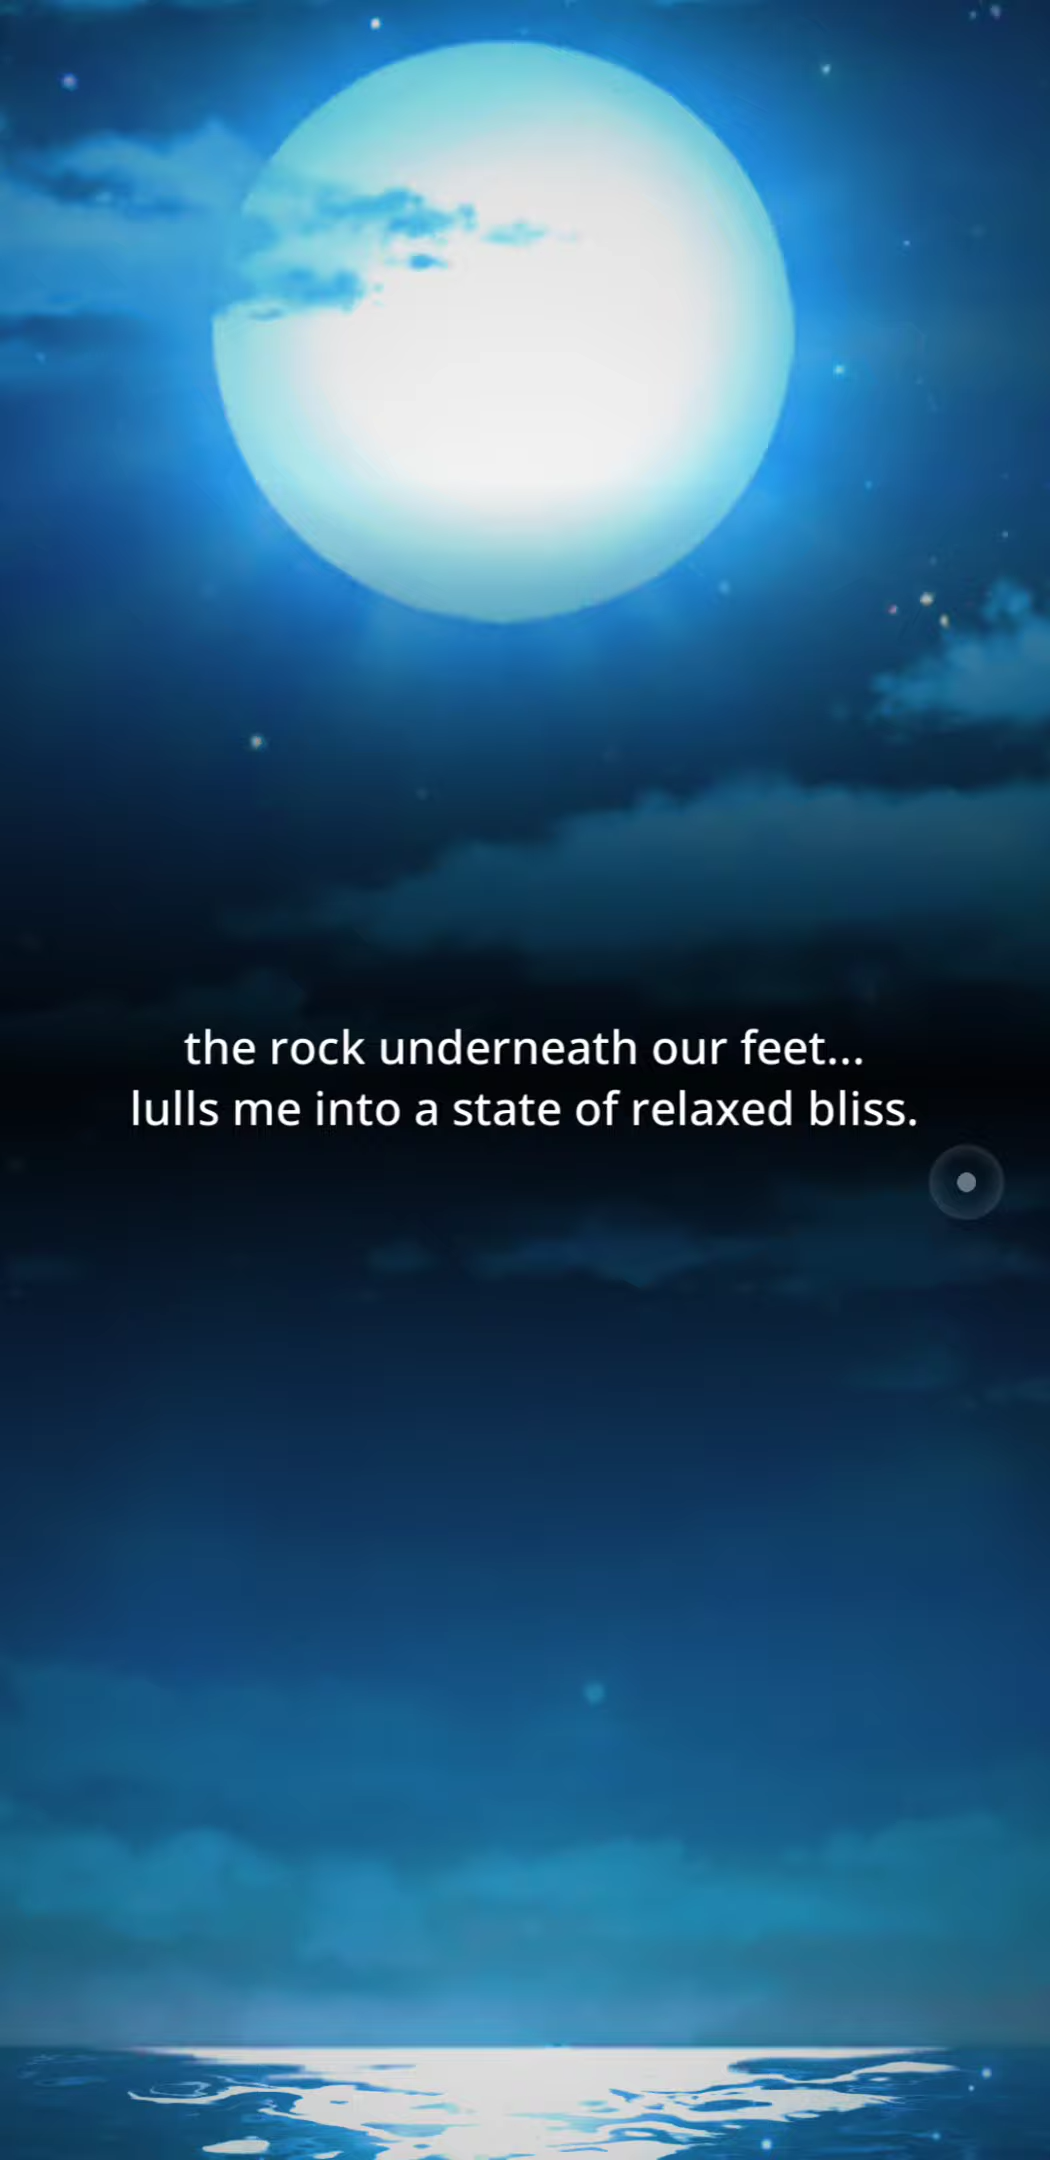 the rock underneath our feet...
lulls me into a state of relaxed bliss.